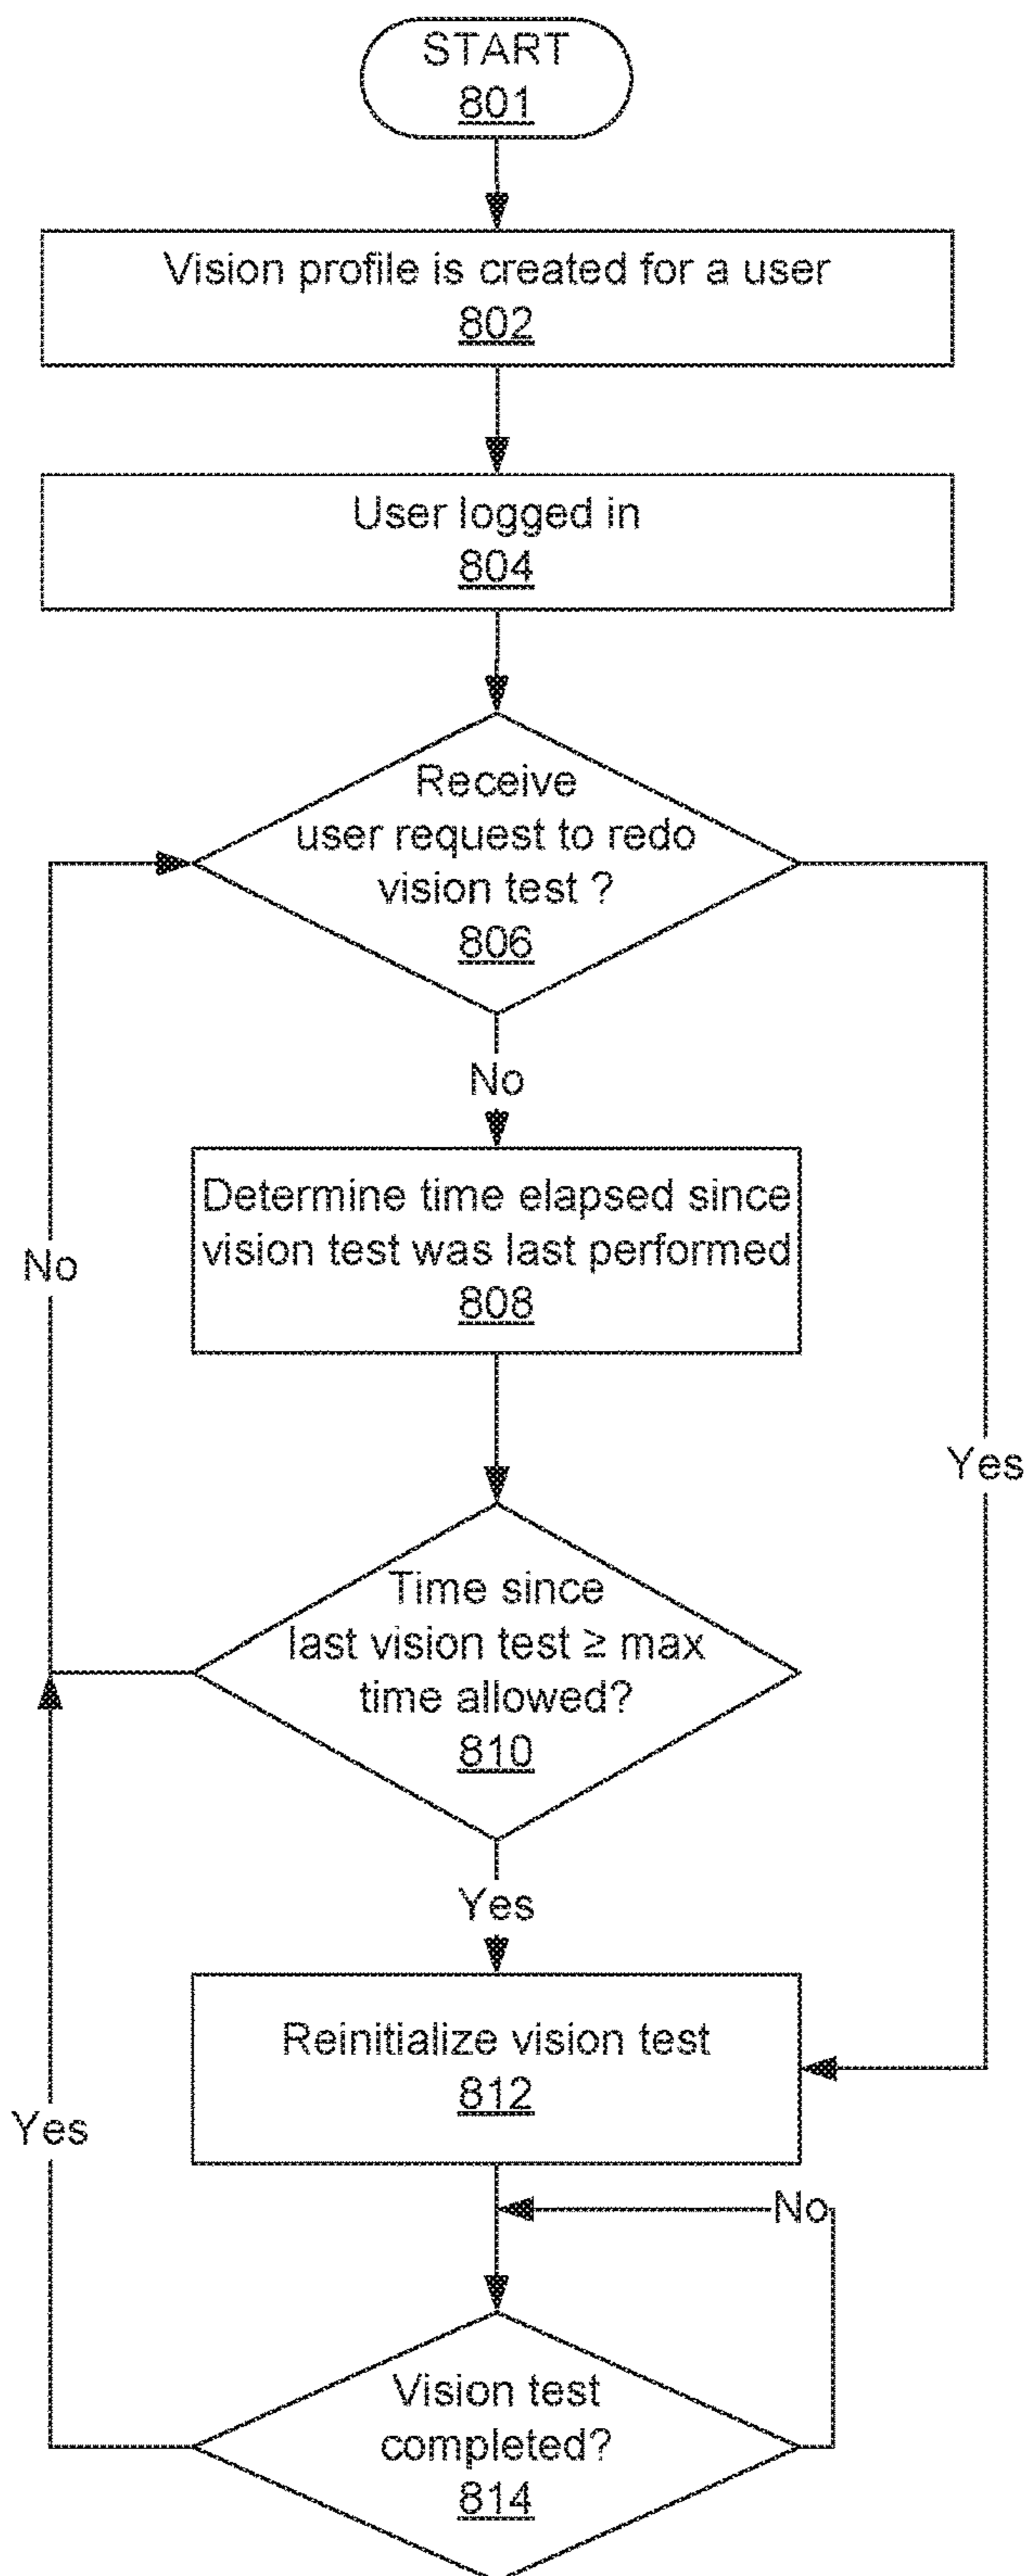 START
801
Vision profile is created for a user
802
User logged in
804
Receive
user request to redo
vision test ?
806
No
Determine time elapsed since
vision test was last performed
808
No
Yes
Time since
last vision test ≥ max
time allowed?
810
Yes
Reinitialize vision test
812
Yes
No
Vision test
completed?
814